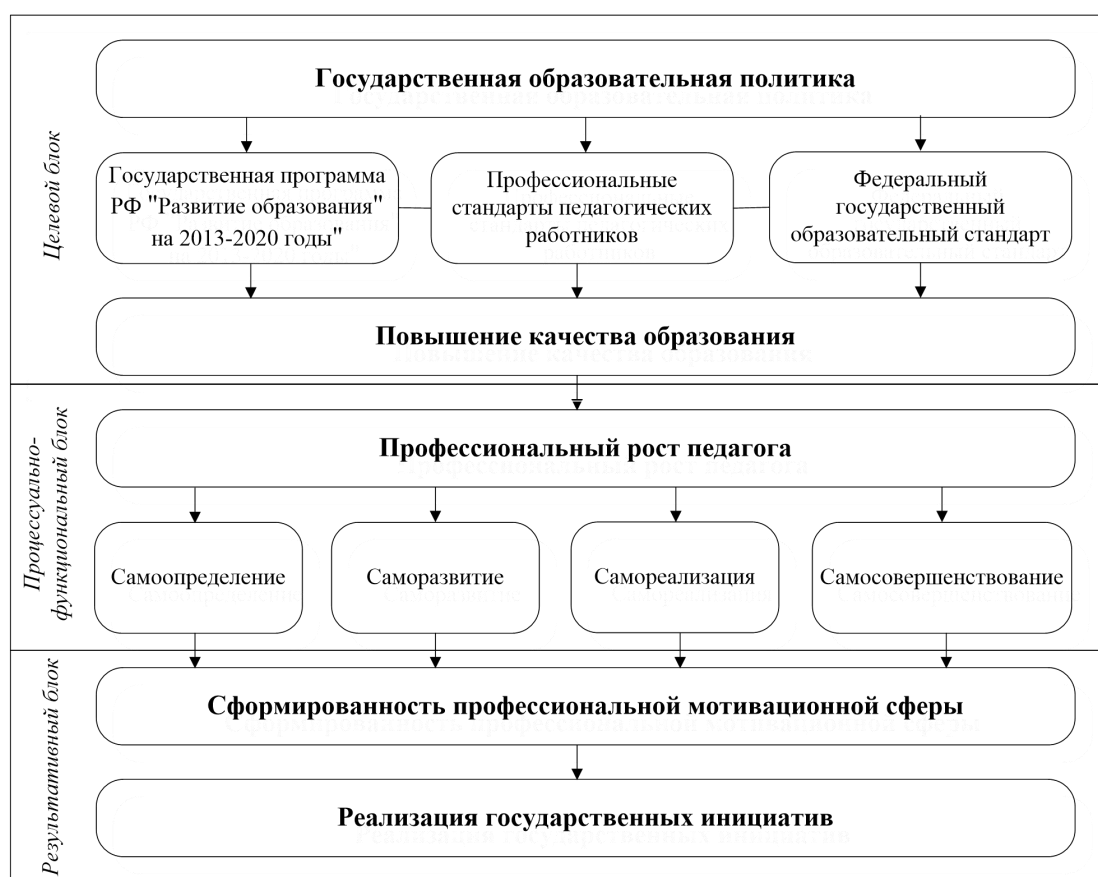 Государственная образовательная политика
Целевой блок
Государственная программа
РФ "Развитие образования"
на 2013-2020 годы"
Профессиональные
стандарты педагогических
работников
Федеральный
государственный
образовательный стандарт
Повышение качества образования
Процессуально-
функциональный блок
Профессиональный рост педагога
Самоопределение
Саморазвитие
Самореализация
Самосовершенствование
Результативный блок
Сформированность профессиональной мотивационной сферы
Реализация государственных инициатив